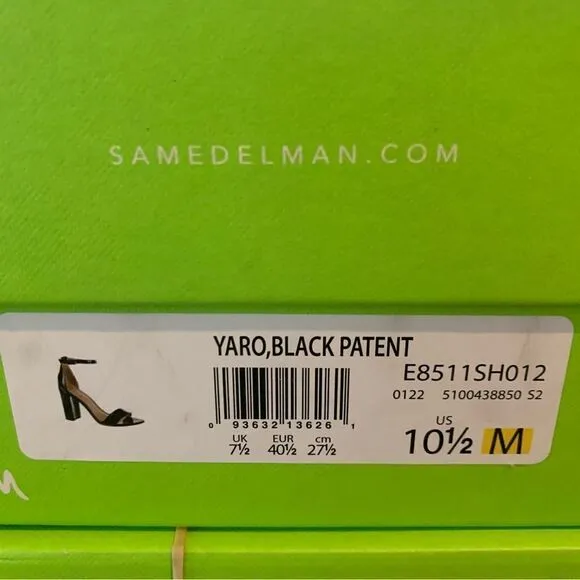 SAMEDELMAN.COM
YARO,BLACK PATENT
E8511SH012
0122 5100438850 S2
0 93632 13626 1
UK EUR cm
7½ 40½ 27½
US
10½ M